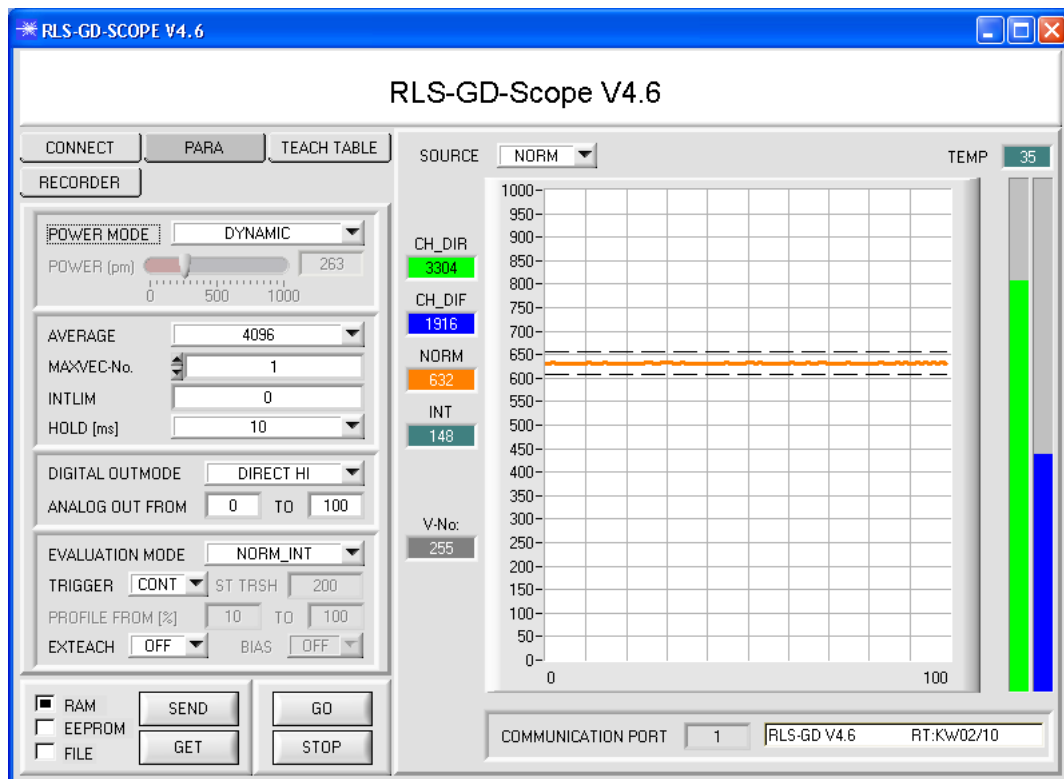 RLS-GD-SCOPE V4.6
RLS-GD-Scope V4.6
CONNECT PARA TEACH TABLE
RECORDER
POWER MODE DYNAMIC
POWER (pm) 263
0 500 1000
AVERAGE 4096
MAXVEC-No. 1
INTLIM 0
HOLD [ms] 10
DIGITAL OUTMODE DIRECT HI
ANALOG OUT FROM 0 TO 100
EVALUATION MODE NORM_INT
TRIGGER CONT ST TRSH 200
PROFILE FROM [%] 10 TO 100
EXTEACH OFF BIAS OFF
RAM
EEPROM
FILE
SEND
GET
GO
STOP
SOURCE NORM
TEMP 35
CH_DIR
3304
CH_DIF
1916
NORM
632
INT
148
V-No:
255
1000
950
900
850
800
750
700
650
600
550
500
450
400
350
300
250
200
150
100
50
0
0 100
COMMUNICATION PORT 1 RLS-GD V4.6 RT:KW02/10